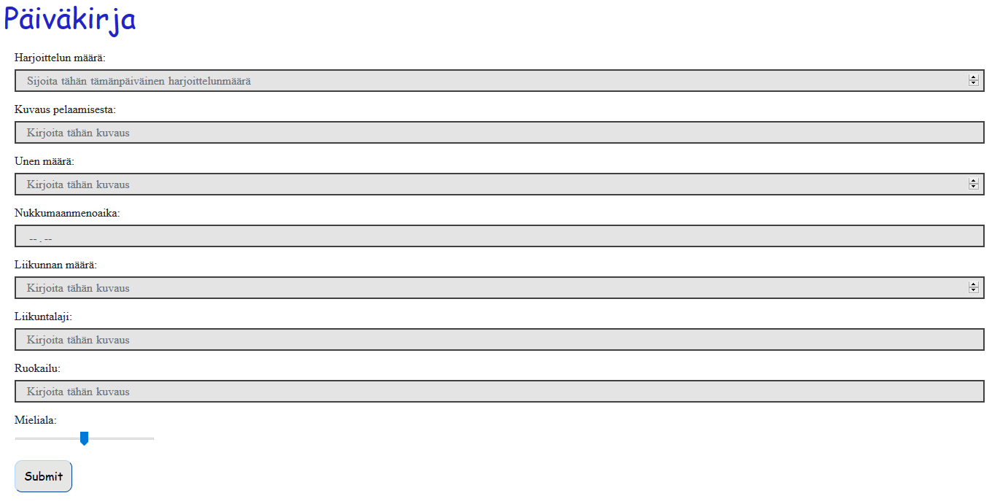 Päiväkirja
Harjoittelun määrä:
Sijoita tähän tämänpäiväinen harjoittelunmäärä
Kuvaus pelaamisesta:
Kirjoita tähän kuvaus
Unen määrä:
Kirjoita tähän kuvaus
Nukkumaanmenoaika:
-- . --
Liikunnan määrä:
Kirjoita tähän kuvaus
Liikuntalaji:
Kirjoita tähän kuvaus
Ruokailu:
Kirjoita tähän kuvaus
Mieliala:
Submit